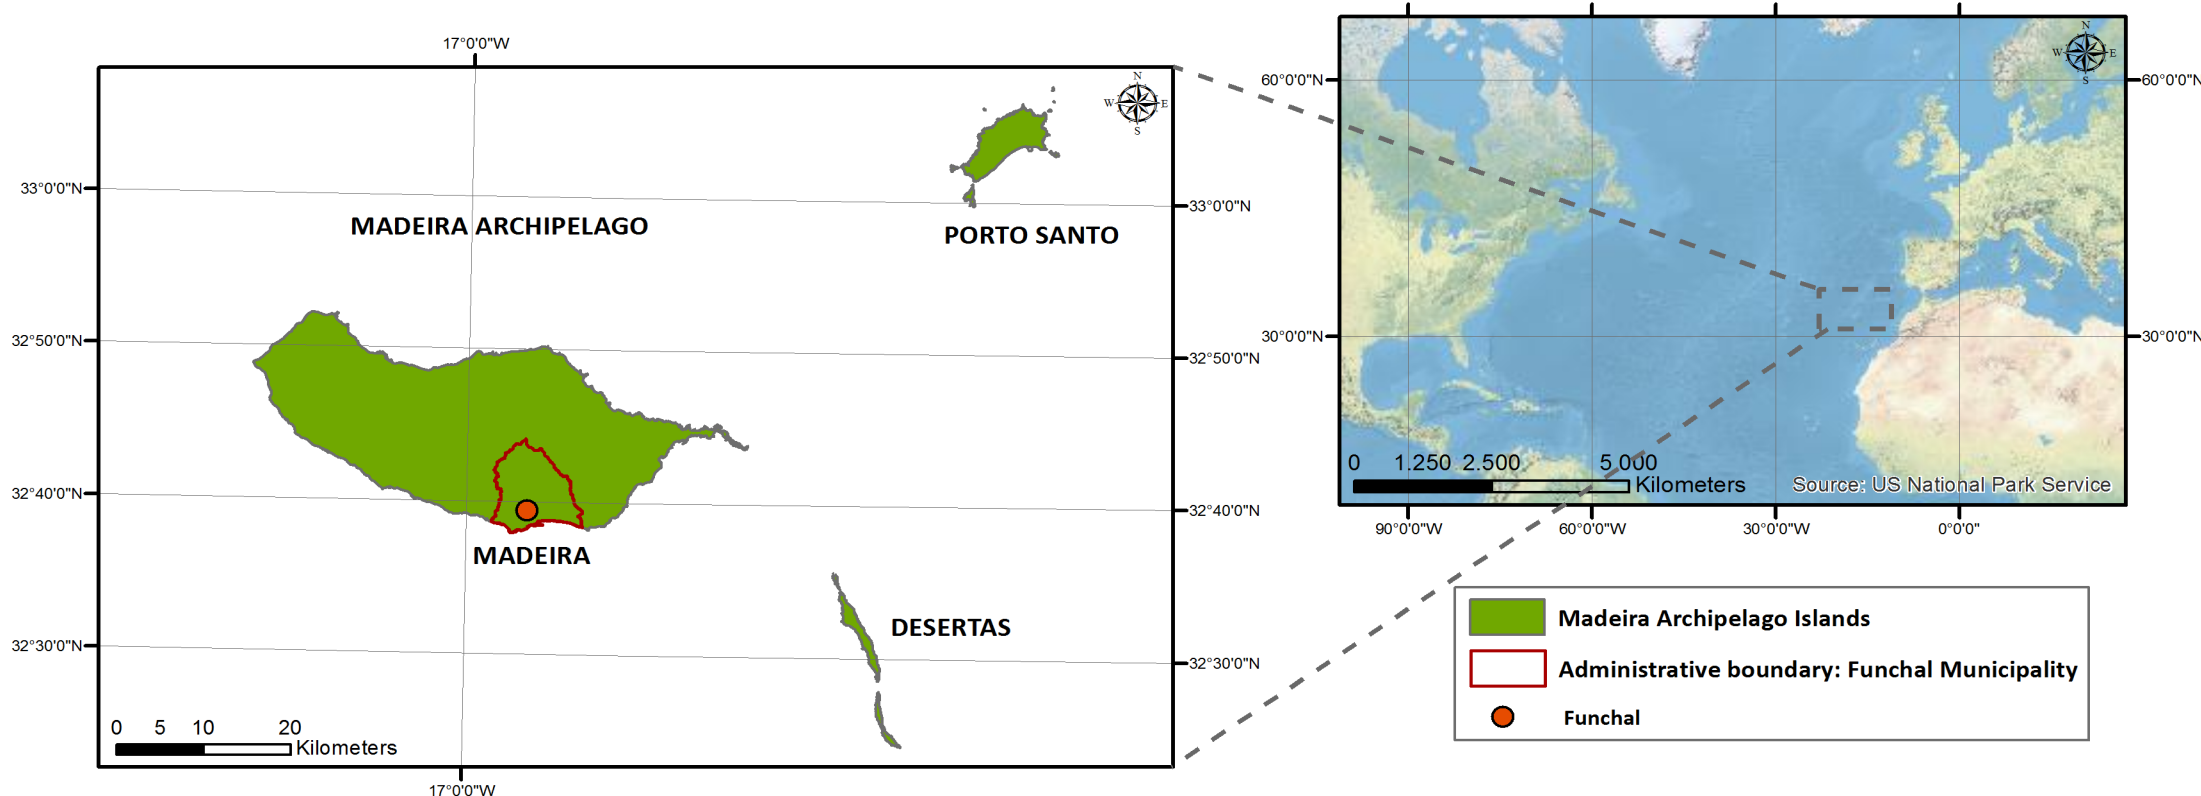 17°0'0"W
N
W
E
S
33°0'0"N
33°0'0"N
MADEIRA ARCHIPELAGO
PORTO SANTO
32°50'0"N
32°50'0"N
32°40'0"N
32°40'0"N
MADEIRA
DESERTAS
32°30'0"N
32°30'0"N
0 5 10 20
Kilometers
17°0'0"W
N
W
E
S
60°0'0"N
60°0'0"N
30°0'0"N
30°0'0"N
0 1.250 2.500 5.000
Kilometers
Source: US National Park Service
90°0'0"W
60°0'0"W
30°0'0"W
0°0'0"
Madeira Archipelago Islands
Administrative boundary: Funchal Municipality
Funchal